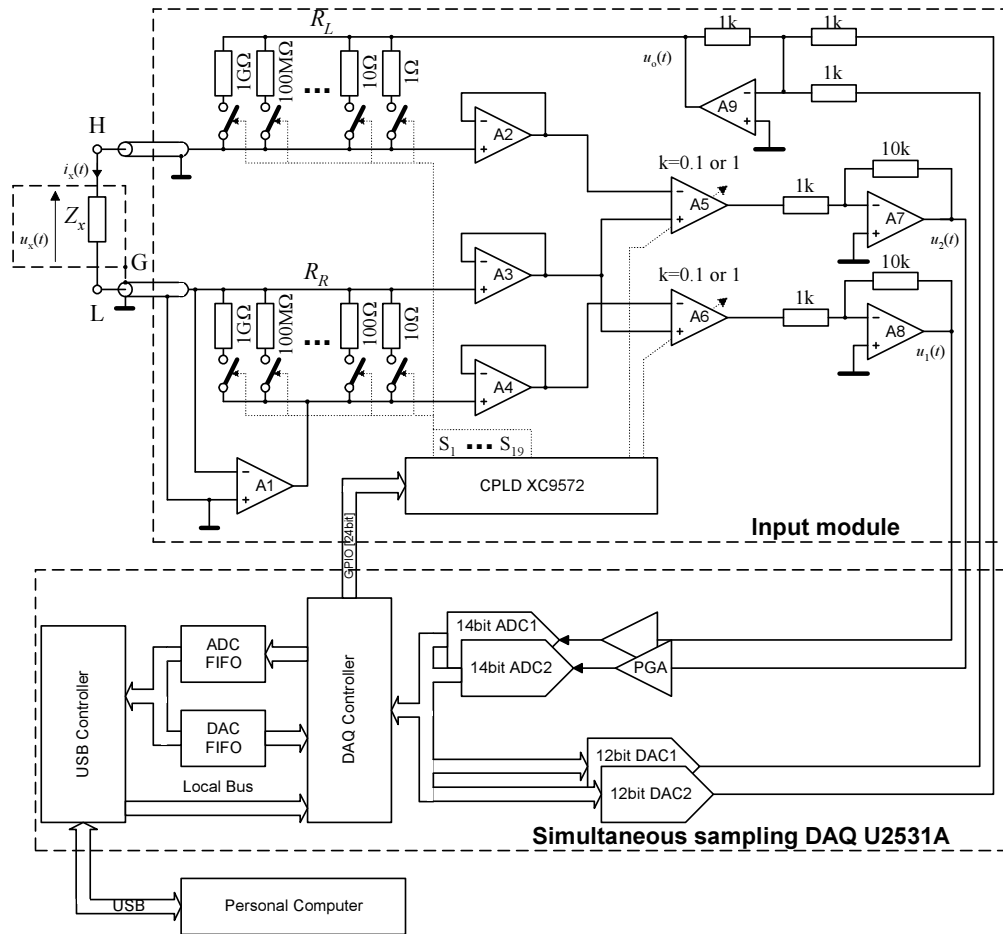 R_L
1k
1k
u_o(t)
1GΩ
100MΩ
...
10Ω
1Ω
A9
1k
H
A2
i_x(t)
k=0.1 or 1
10k
A5
1k
Z_x
A7
u_x(t)
u_2(t)
G
R_R
A3
k=0.1 or 1
10k
L
1GΩ
100MΩ
...
100Ω
10Ω
A6
1k
A8
u_1(t)
A4
S_1 ... S_19
A1
CPLD XC9572
Input module
GPIO [24bit]
14bit ADC1
ADC
FIFO
14bit ADC2
PGA
USB Controller
DAQ Controller
DAC
FIFO
12bit DAC1
Local Bus
12bit DAC2
Simultaneous sampling DAQ U2531A
USB
Personal Computer